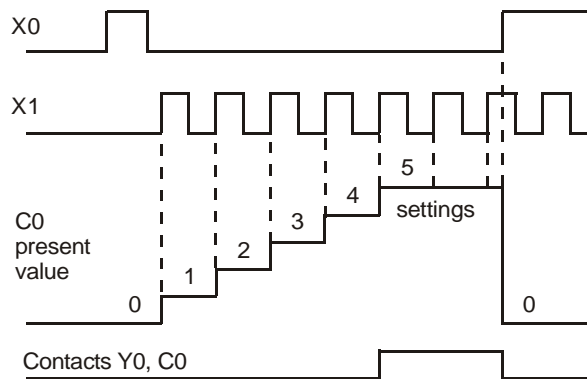 X0
X1
5
4
settings
3
C0
present
value
2
1
0
0
Contacts Y0, C0